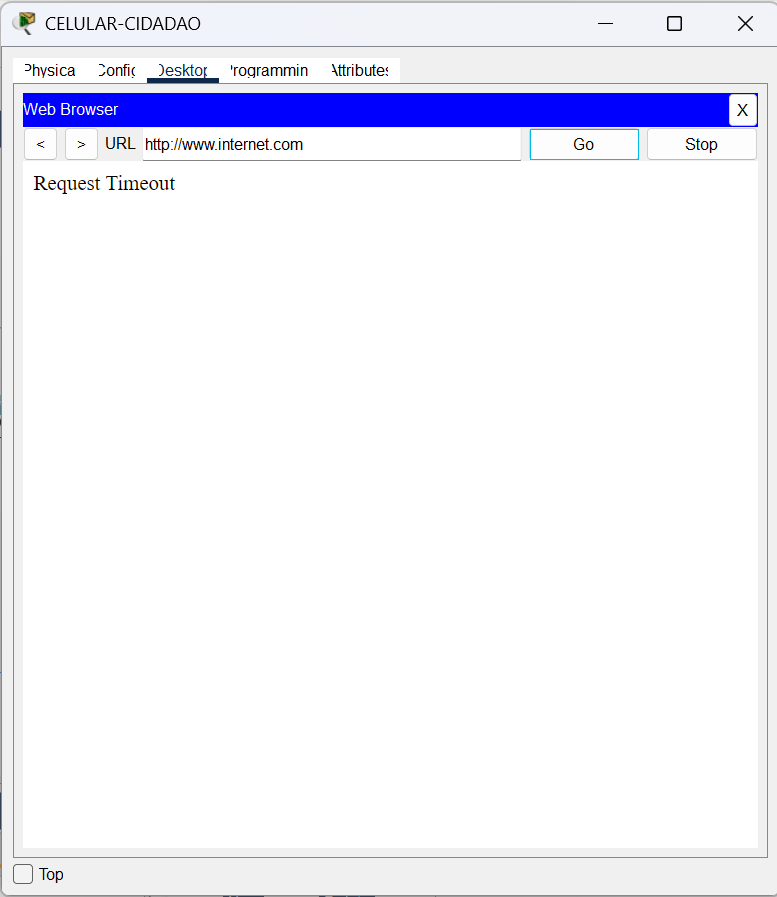 CELULAR-CIDADAO
Physica Config Desktop Programmin Attributes
Web Browser X
< > URL http://www.internet.com Go Stop
Request Timeout
Top